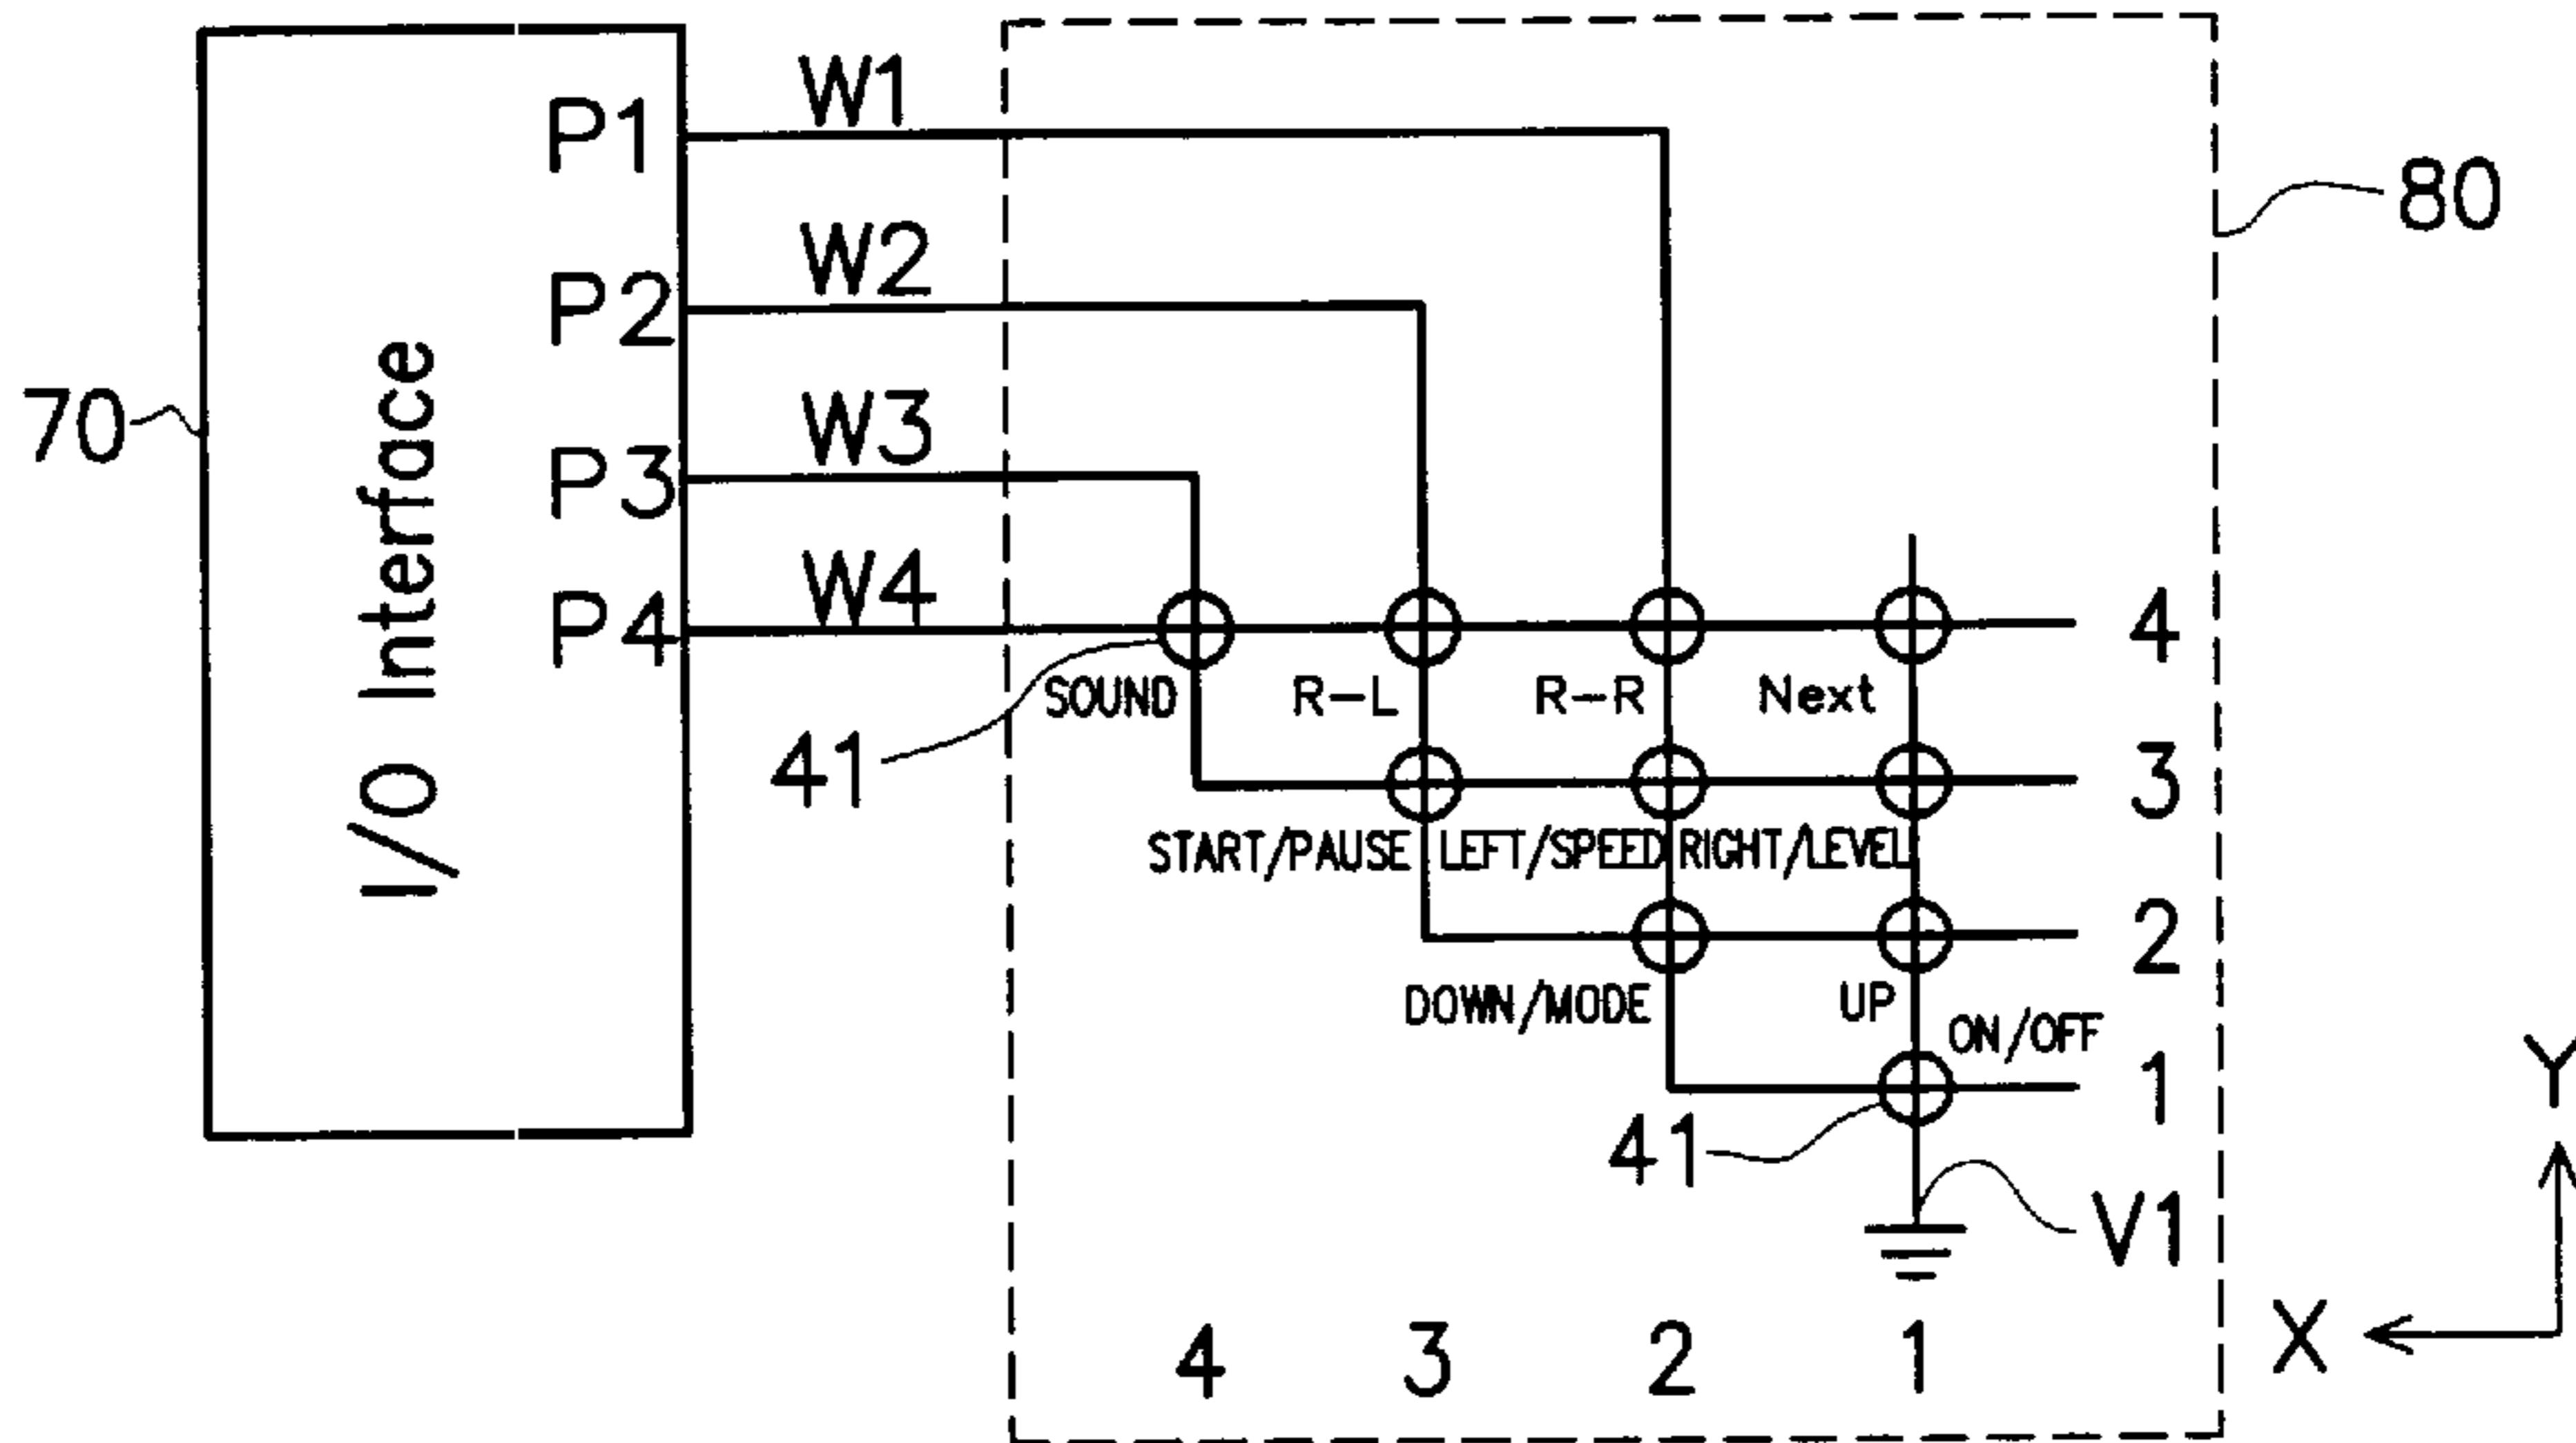 P1 W1
80
P2 W2
70
I/O Interface
P3 W3
P4 W4
4
SOUND R-L R-R Next
41
3
START/PAUSE LEFT/SPEED RIGHT/LEVEL
2
DOWN/MODE UP
ON/OFF
1
41
V1
Y
X
4 3 2 1